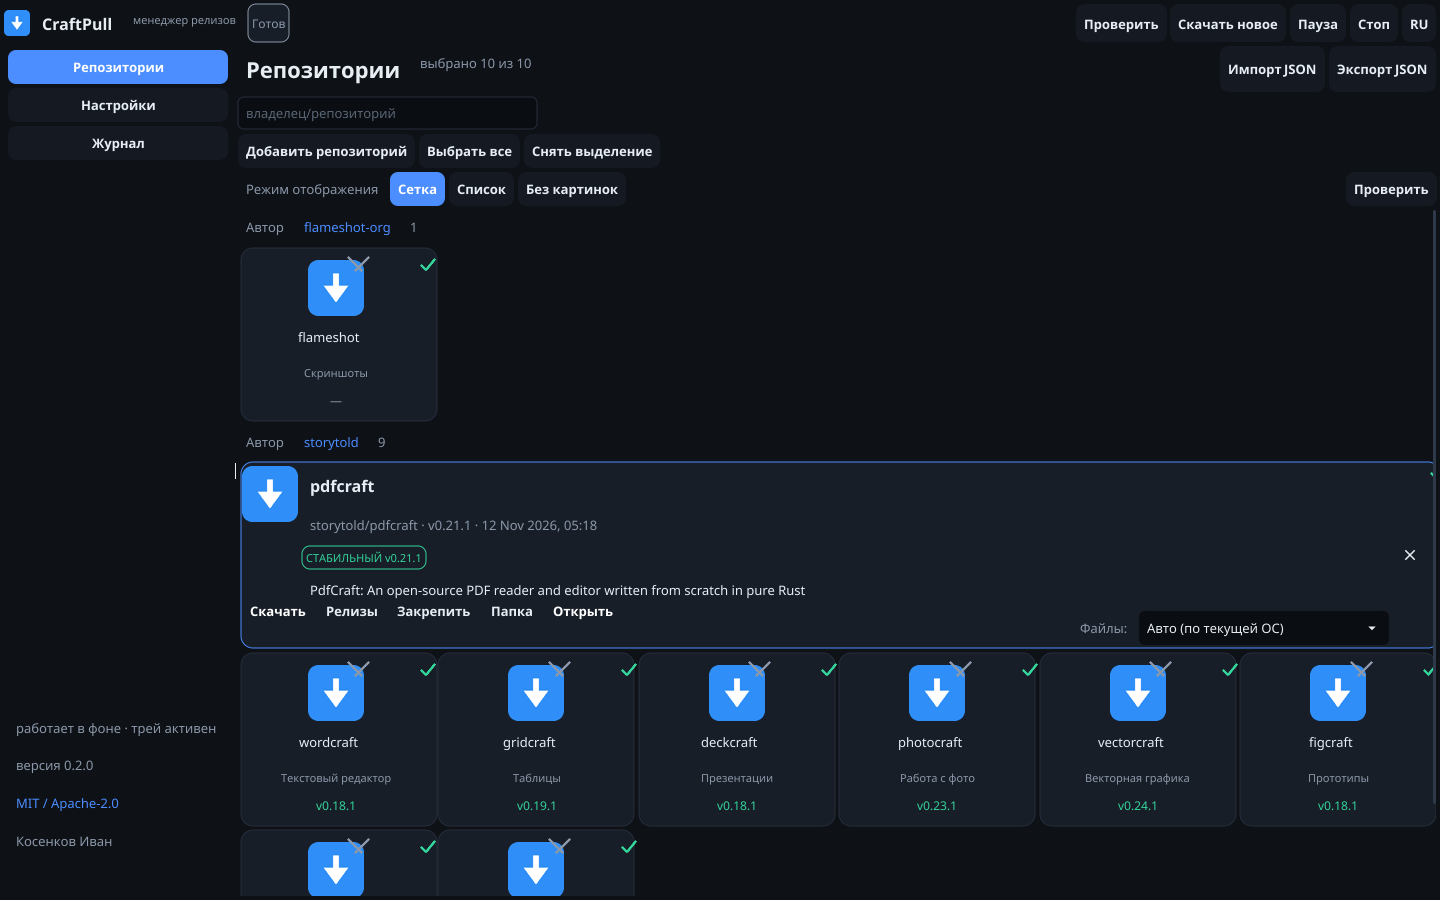 CraftPull
менеджер релизов
Готов
Проверить
Скачать новое
Пауза
Стоп
RU
Репозитории
Настройки
Журнал
Репозитории
выбрано 10 из 10
Импорт JSON
Экспорт JSON
владелец/репозиторий
Добавить репозиторий
Выбрать все
Снять выделение
Режим отображения
Сетка
Список
Без картинок
Проверить
Автор flameshot-org 1
flameshot
Скриншоты
—
Автор storytold 9
pdfcraft
storytold/pdfcraft · v0.21.1 · 12 Nov 2026, 05:18
СТАБИЛЬНЫЙ v0.21.1
PdfCraft: An open-source PDF reader and editor written from scratch in pure Rust
Скачать
Релизы
Закрепить
Папка
Открыть
Файлы:
Авто (по текущей ОС)
wordcraft
Текстовый редактор
v0.18.1
gridcraft
Таблицы
v0.19.1
deckcraft
Презентации
v0.18.1
photocraft
Работа с фото
v0.23.1
vectorcraft
Векторная графика
v0.24.1
figcraft
Прототипы
v0.18.1
работает в фоне · трей активен
версия 0.2.0
MIT / Apache-2.0
Косенков Иван